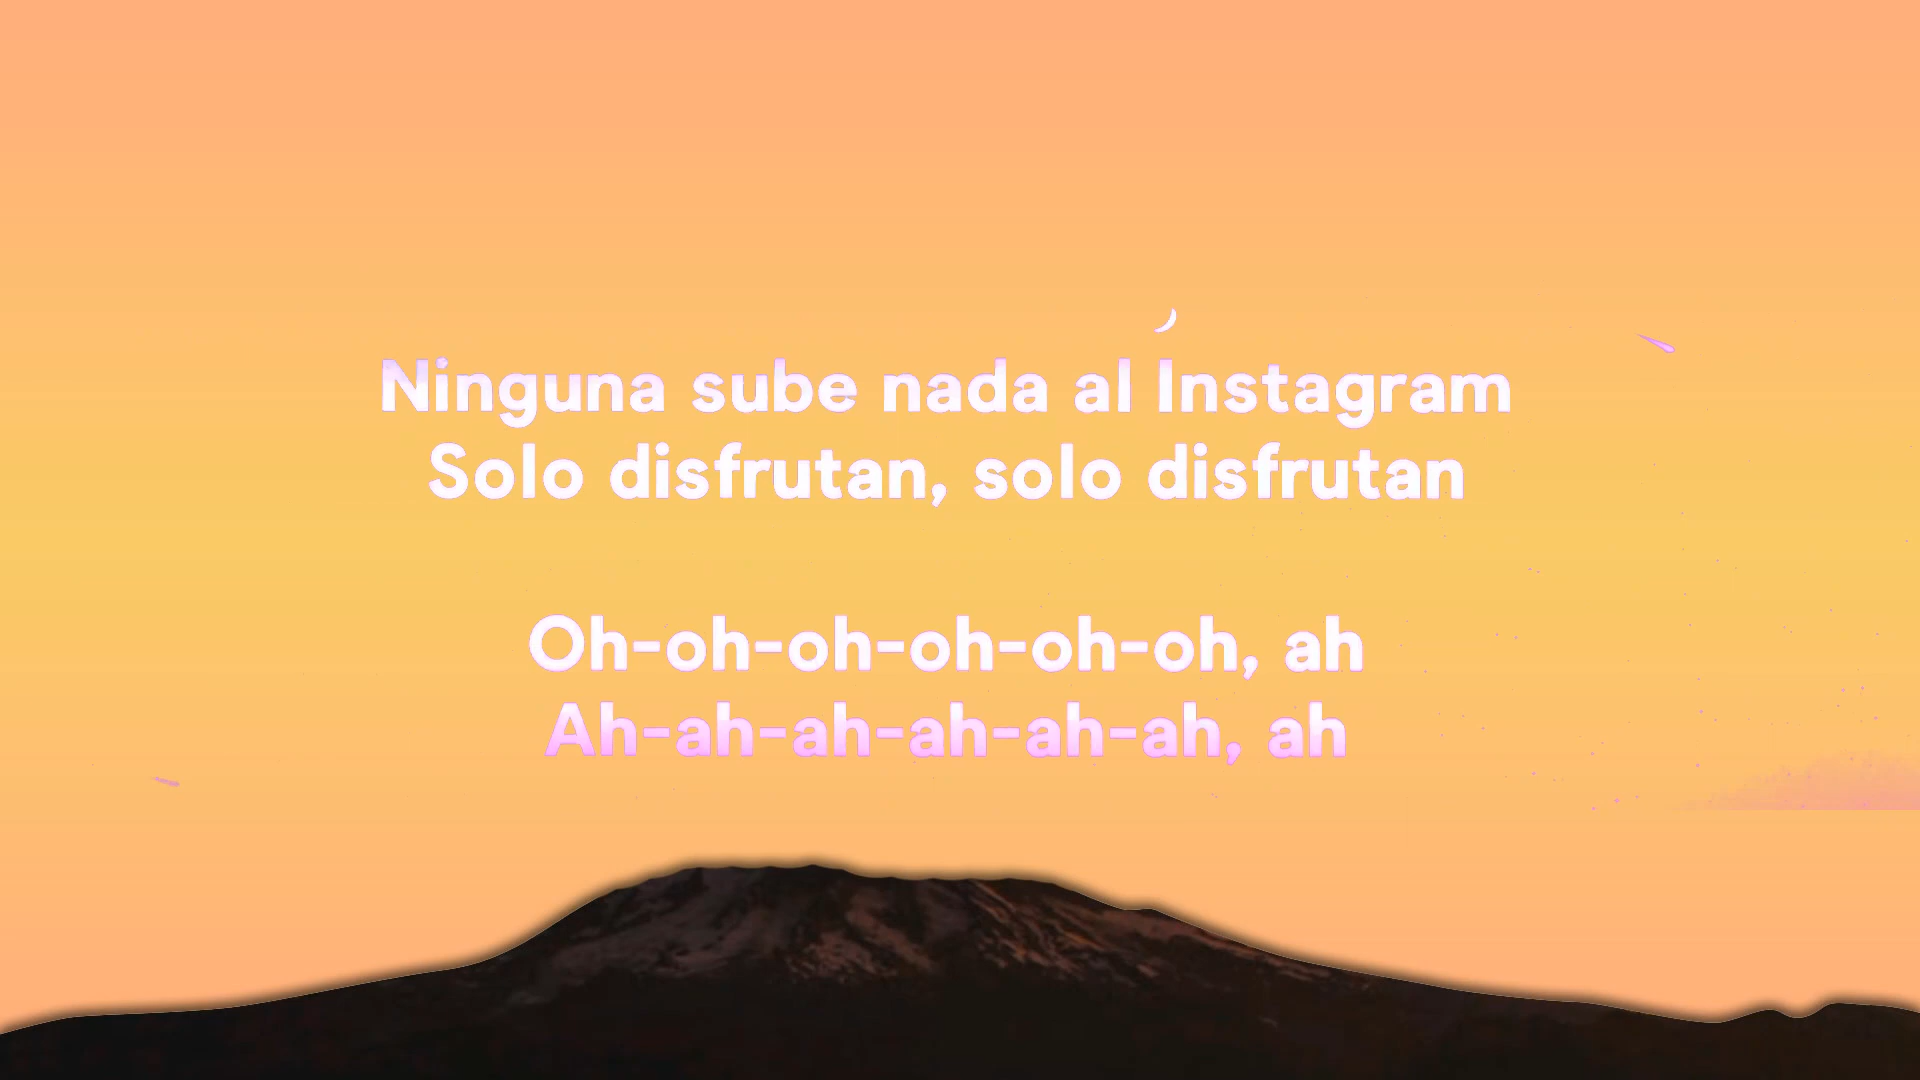 Ninguna sube nada al Instagram
Solo disfrutan, solo disfrutan
Oh-oh-oh-oh-oh-oh, ah
Ah-ah-ah-ah-ah-ah, ah